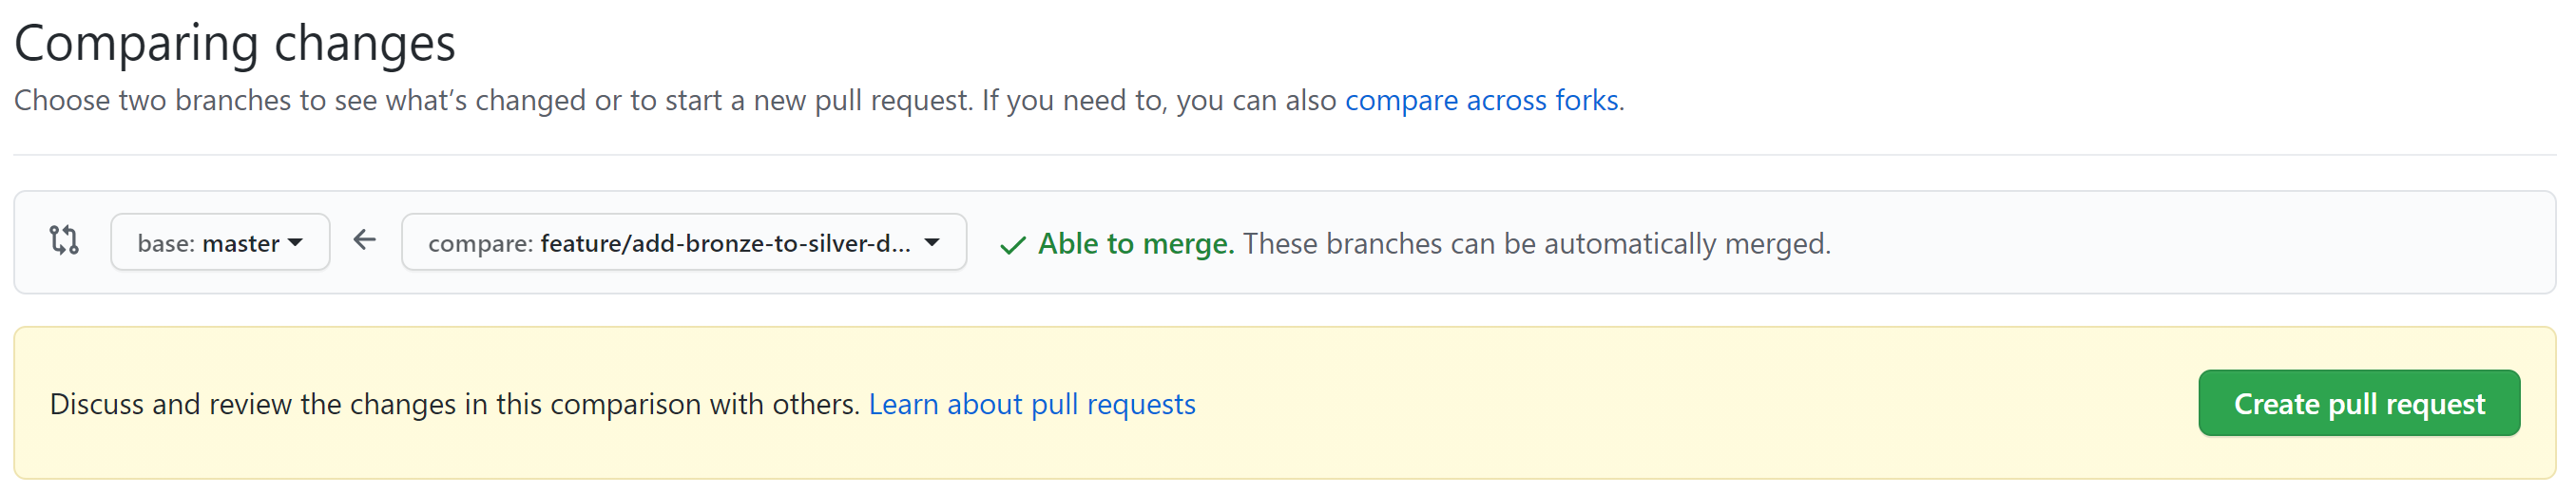 Comparing changes
Choose two branches to see what’s changed or to start a new pull request. If you need to, you can also compare across forks.
base: master compare: feature/add-bronze-to-silver-d... Able to merge. These branches can be automatically merged.
Discuss and review the changes in this comparison with others. Learn about pull requests Create pull request